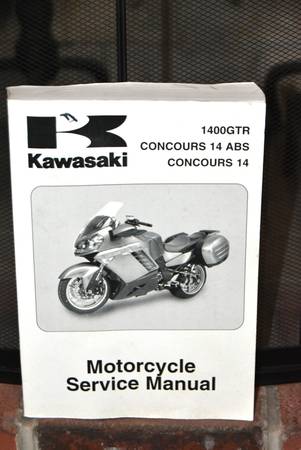 1400GTR
CONCOURS 14 ABS
CONCOURS 14
Kawasaki
Motorcycle
Service Manual